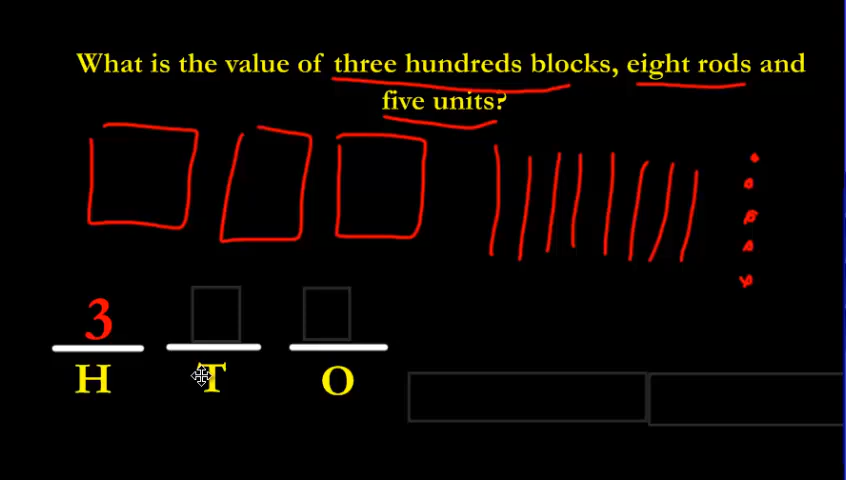 What is the value of three hundreds blocks, eight rods and
five units?
3
H T O